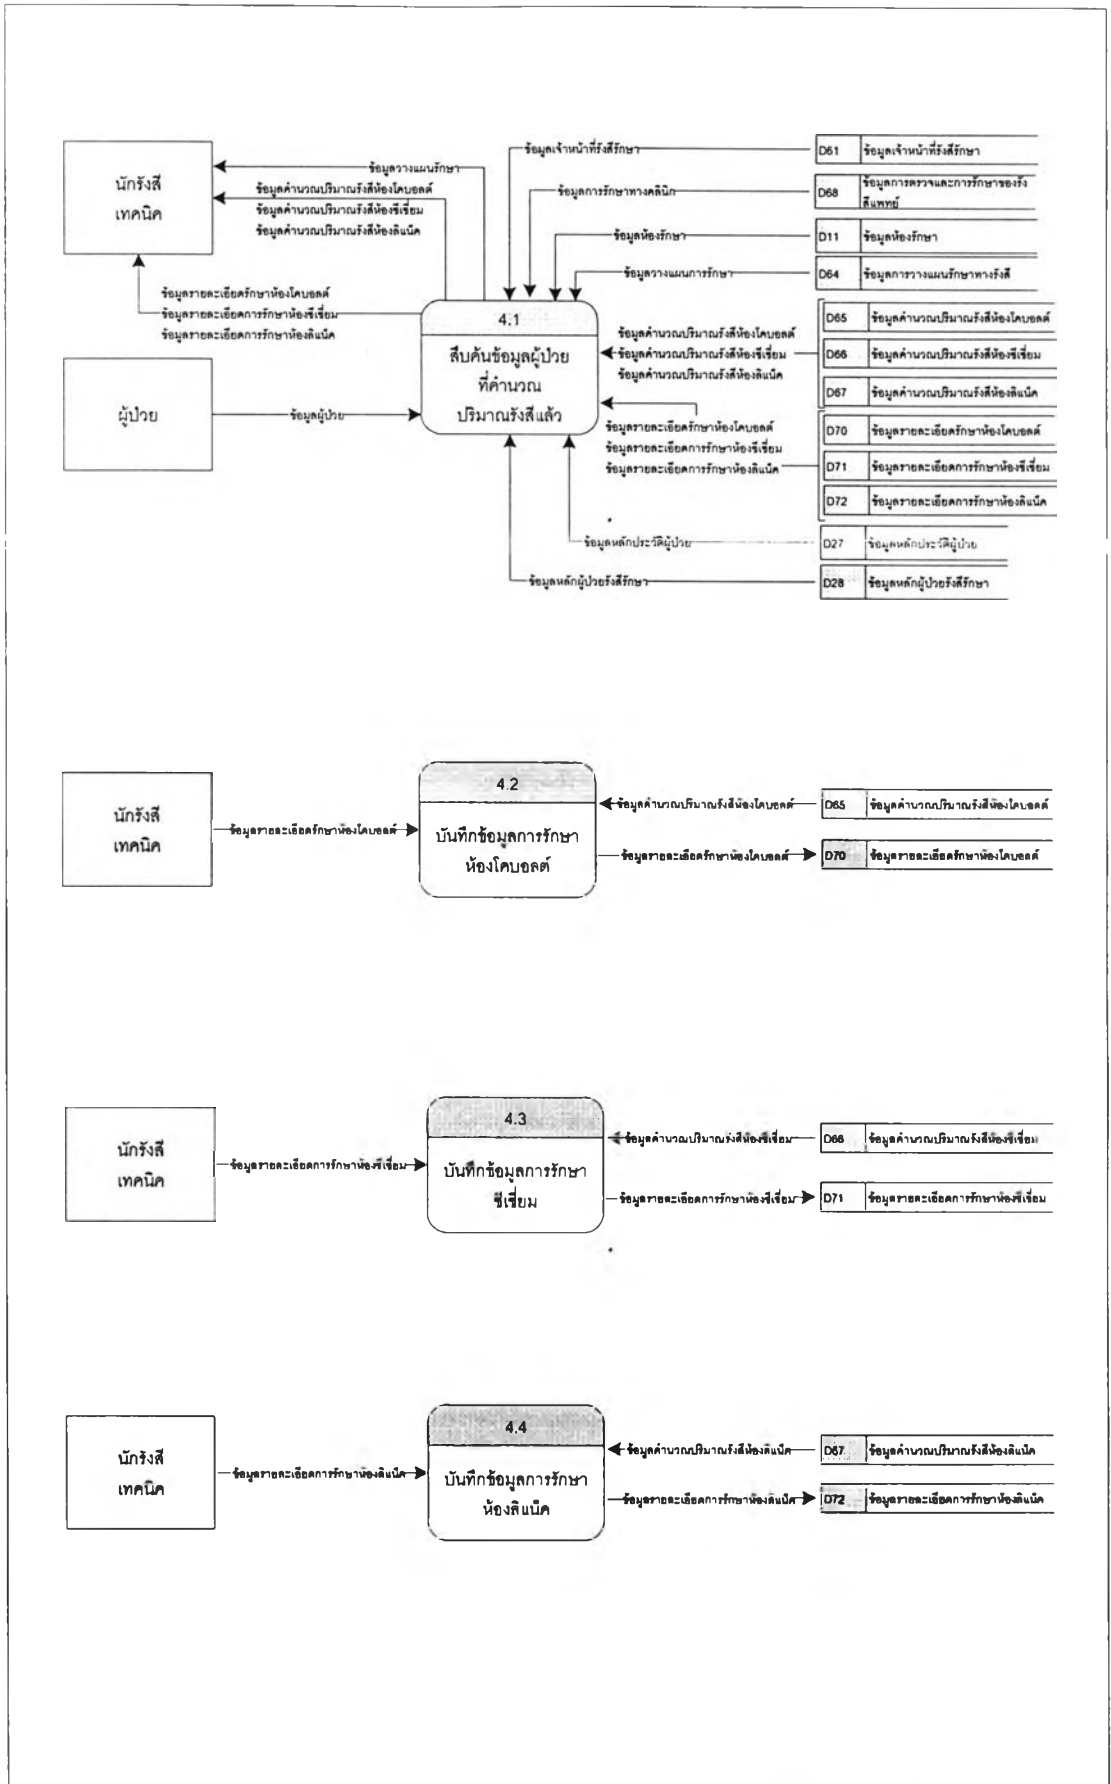 นักรังสี
เทคนิค
ข้อมูลวางแผนรักษา
ข้อมูลคำนวณปริมาณรังสีห้องโคบอลต์
ข้อมูลคำนวณปริมาณรังสีห้องซีเซี่ยม
ข้อมูลคำนวณปริมาณรังสีห้องลิแน็ค
ข้อมูลเจ้าหน้าที่รังสีรักษา
D61 ข้อมูลเจ้าหน้าที่รังสีรักษา
ข้อมูลการรักษาทางคลินิก
D68 ข้อมูลการตรวจและการรักษาของรัง
สีแพทย์
ข้อมูลห้องรักษา
D11 ข้อมูลห้องรักษา
ข้อมูลวางแผนการรักษา
D64 ข้อมูลการวางแผนรักษาทางรังสี
ข้อมูลรายละเอียดรักษาห้องโคบอลต์
ข้อมูลรายละเอียดการรักษาห้องซีเซี่ยม
ข้อมูลรายละเอียดการรักษาห้องลิแน็ค
4.1
สืบค้นข้อมูลผู้ป่วย
ที่คำนวณ
ปริมาณรังสีแล้ว
ข้อมูลคำนวณปริมาณรังสีห้องโคบอลต์
ข้อมูลคำนวณปริมาณรังสีห้องซีเซี่ยม
ข้อมูลคำนวณปริมาณรังสีห้องลิแน็ค
D65 ข้อมูลคำนวณปริมาณรังสีห้องโคบอลต์
D66 ข้อมูลคำนวณปริมาณรังสีห้องซีเซี่ยม
D67 ข้อมูลคำนวณปริมาณรังสีห้องลิแน็ค
ผู้ป่วย
ข้อมูลผู้ป่วย
ข้อมูลรายละเอียดรักษาห้องโคบอลต์
ข้อมูลรายละเอียดการรักษาห้องซีเซี่ยม
ข้อมูลรายละเอียดการรักษาห้องลิแน็ค
D70 ข้อมูลรายละเอียดรักษาห้องโคบอลต์
D71 ข้อมูลรายละเอียดการรักษาห้องซีเซี่ยม
D72 ข้อมูลรายละเอียดการรักษาห้องลิแน็ค
ข้อมูลหลักประวัติผู้ป่วย
D27 ข้อมูลหลักประวัติผู้ป่วย
ข้อมูลหลักผู้ป่วยรังสีรักษา
D28 ข้อมูลหลักผู้ป่วยรังสีรักษา
นักรังสี
เทคนิค
ข้อมูลรายละเอียดรักษาห้องโคบอลต์
4.2
บันทึกข้อมูลการรักษา
ห้องโคบอลต์
ข้อมูลคำนวณปริมาณรังสีห้องโคบอลต์
D65 ข้อมูลคำนวณปริมาณรังสีห้องโคบอลต์
ข้อมูลรายละเอียดรักษาห้องโคบอลต์
D70 ข้อมูลรายละเอียดรักษาห้องโคบอลต์
นักรังสี
เทคนิค
ข้อมูลรายละเอียดการรักษาห้องซีเซี่ยม
4.3
บันทึกข้อมูลการรักษา
ซีเซี่ยม
ข้อมูลคำนวณปริมาณรังสีห้องซีเซี่ยม
D66 ข้อมูลคำนวณปริมาณรังสีห้องซีเซี่ยม
ข้อมูลรายละเอียดการรักษาห้องซีเซี่ยม
D71 ข้อมูลรายละเอียดการรักษาห้องซีเซี่ยม
นักรังสี
เทคนิค
ข้อมูลรายละเอียดการรักษาห้องลิแน็ค
4.4
บันทึกข้อมูลการรักษา
ห้องลิแน็ค
ข้อมูลคำนวณปริมาณรังสีห้องลิแน็ค
D67 ข้อมูลคำนวณปริมาณรังสีห้องลิแน็ค
ข้อมูลรายละเอียดการรักษาห้องลิแน็ค
D72 ข้อมูลรายละเอียดการรักษาห้องลิแน็ค